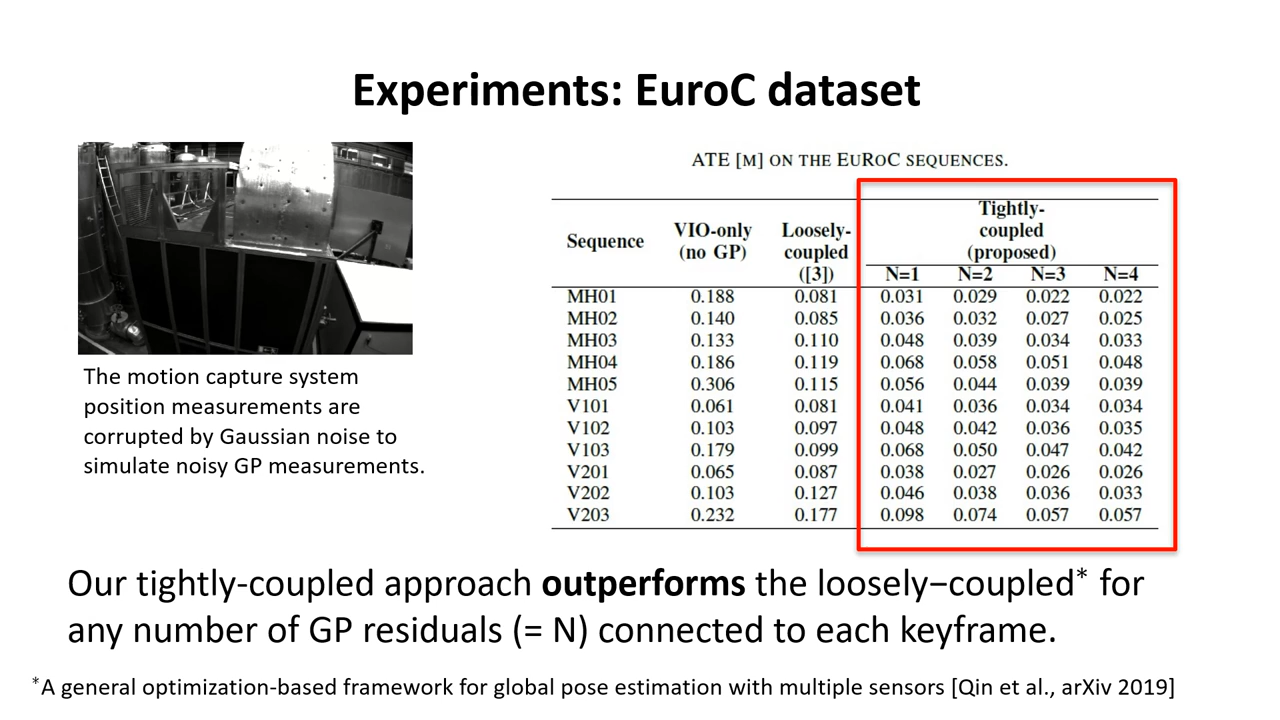 Experiments: EuroC dataset
The motion capture system
position measurements are
corrupted by Gaussian noise to
simulate noisy GP measurements.
ATE [M] ON THE EUROC SEQUENCES.
Sequence VIO-only (no GP) Loosely-coupled ([3]) Tightly-coupled (proposed)
N=1 N=2 N=3 N=4
MH01 0.188 0.081 0.031 0.029 0.022 0.022
MH02 0.140 0.085 0.036 0.032 0.027 0.025
MH03 0.133 0.110 0.048 0.039 0.034 0.033
MH04 0.186 0.119 0.068 0.058 0.051 0.048
MH05 0.306 0.115 0.056 0.044 0.039 0.039
V101 0.061 0.081 0.041 0.036 0.034 0.034
V102 0.103 0.097 0.048 0.042 0.036 0.035
V103 0.179 0.099 0.068 0.050 0.047 0.042
V201 0.065 0.087 0.038 0.027 0.026 0.026
V202 0.103 0.127 0.046 0.038 0.036 0.033
V203 0.232 0.177 0.098 0.074 0.057 0.057
Our tightly-coupled approach outperforms the loosely−coupled* for
any number of GP residuals (= N) connected to each keyframe.
*A general optimization-based framework for global pose estimation with multiple sensors [Qin et al., arXiv 2019]